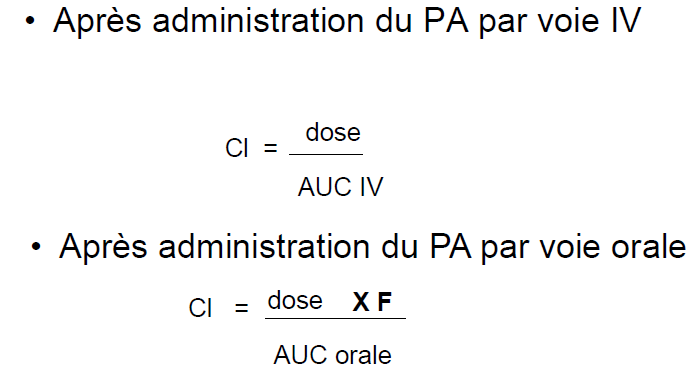 • Après administration du PA par voie IV
Cl = dose
AUC IV
• Après administration du PA par voie orale
Cl = dose X F
AUC orale